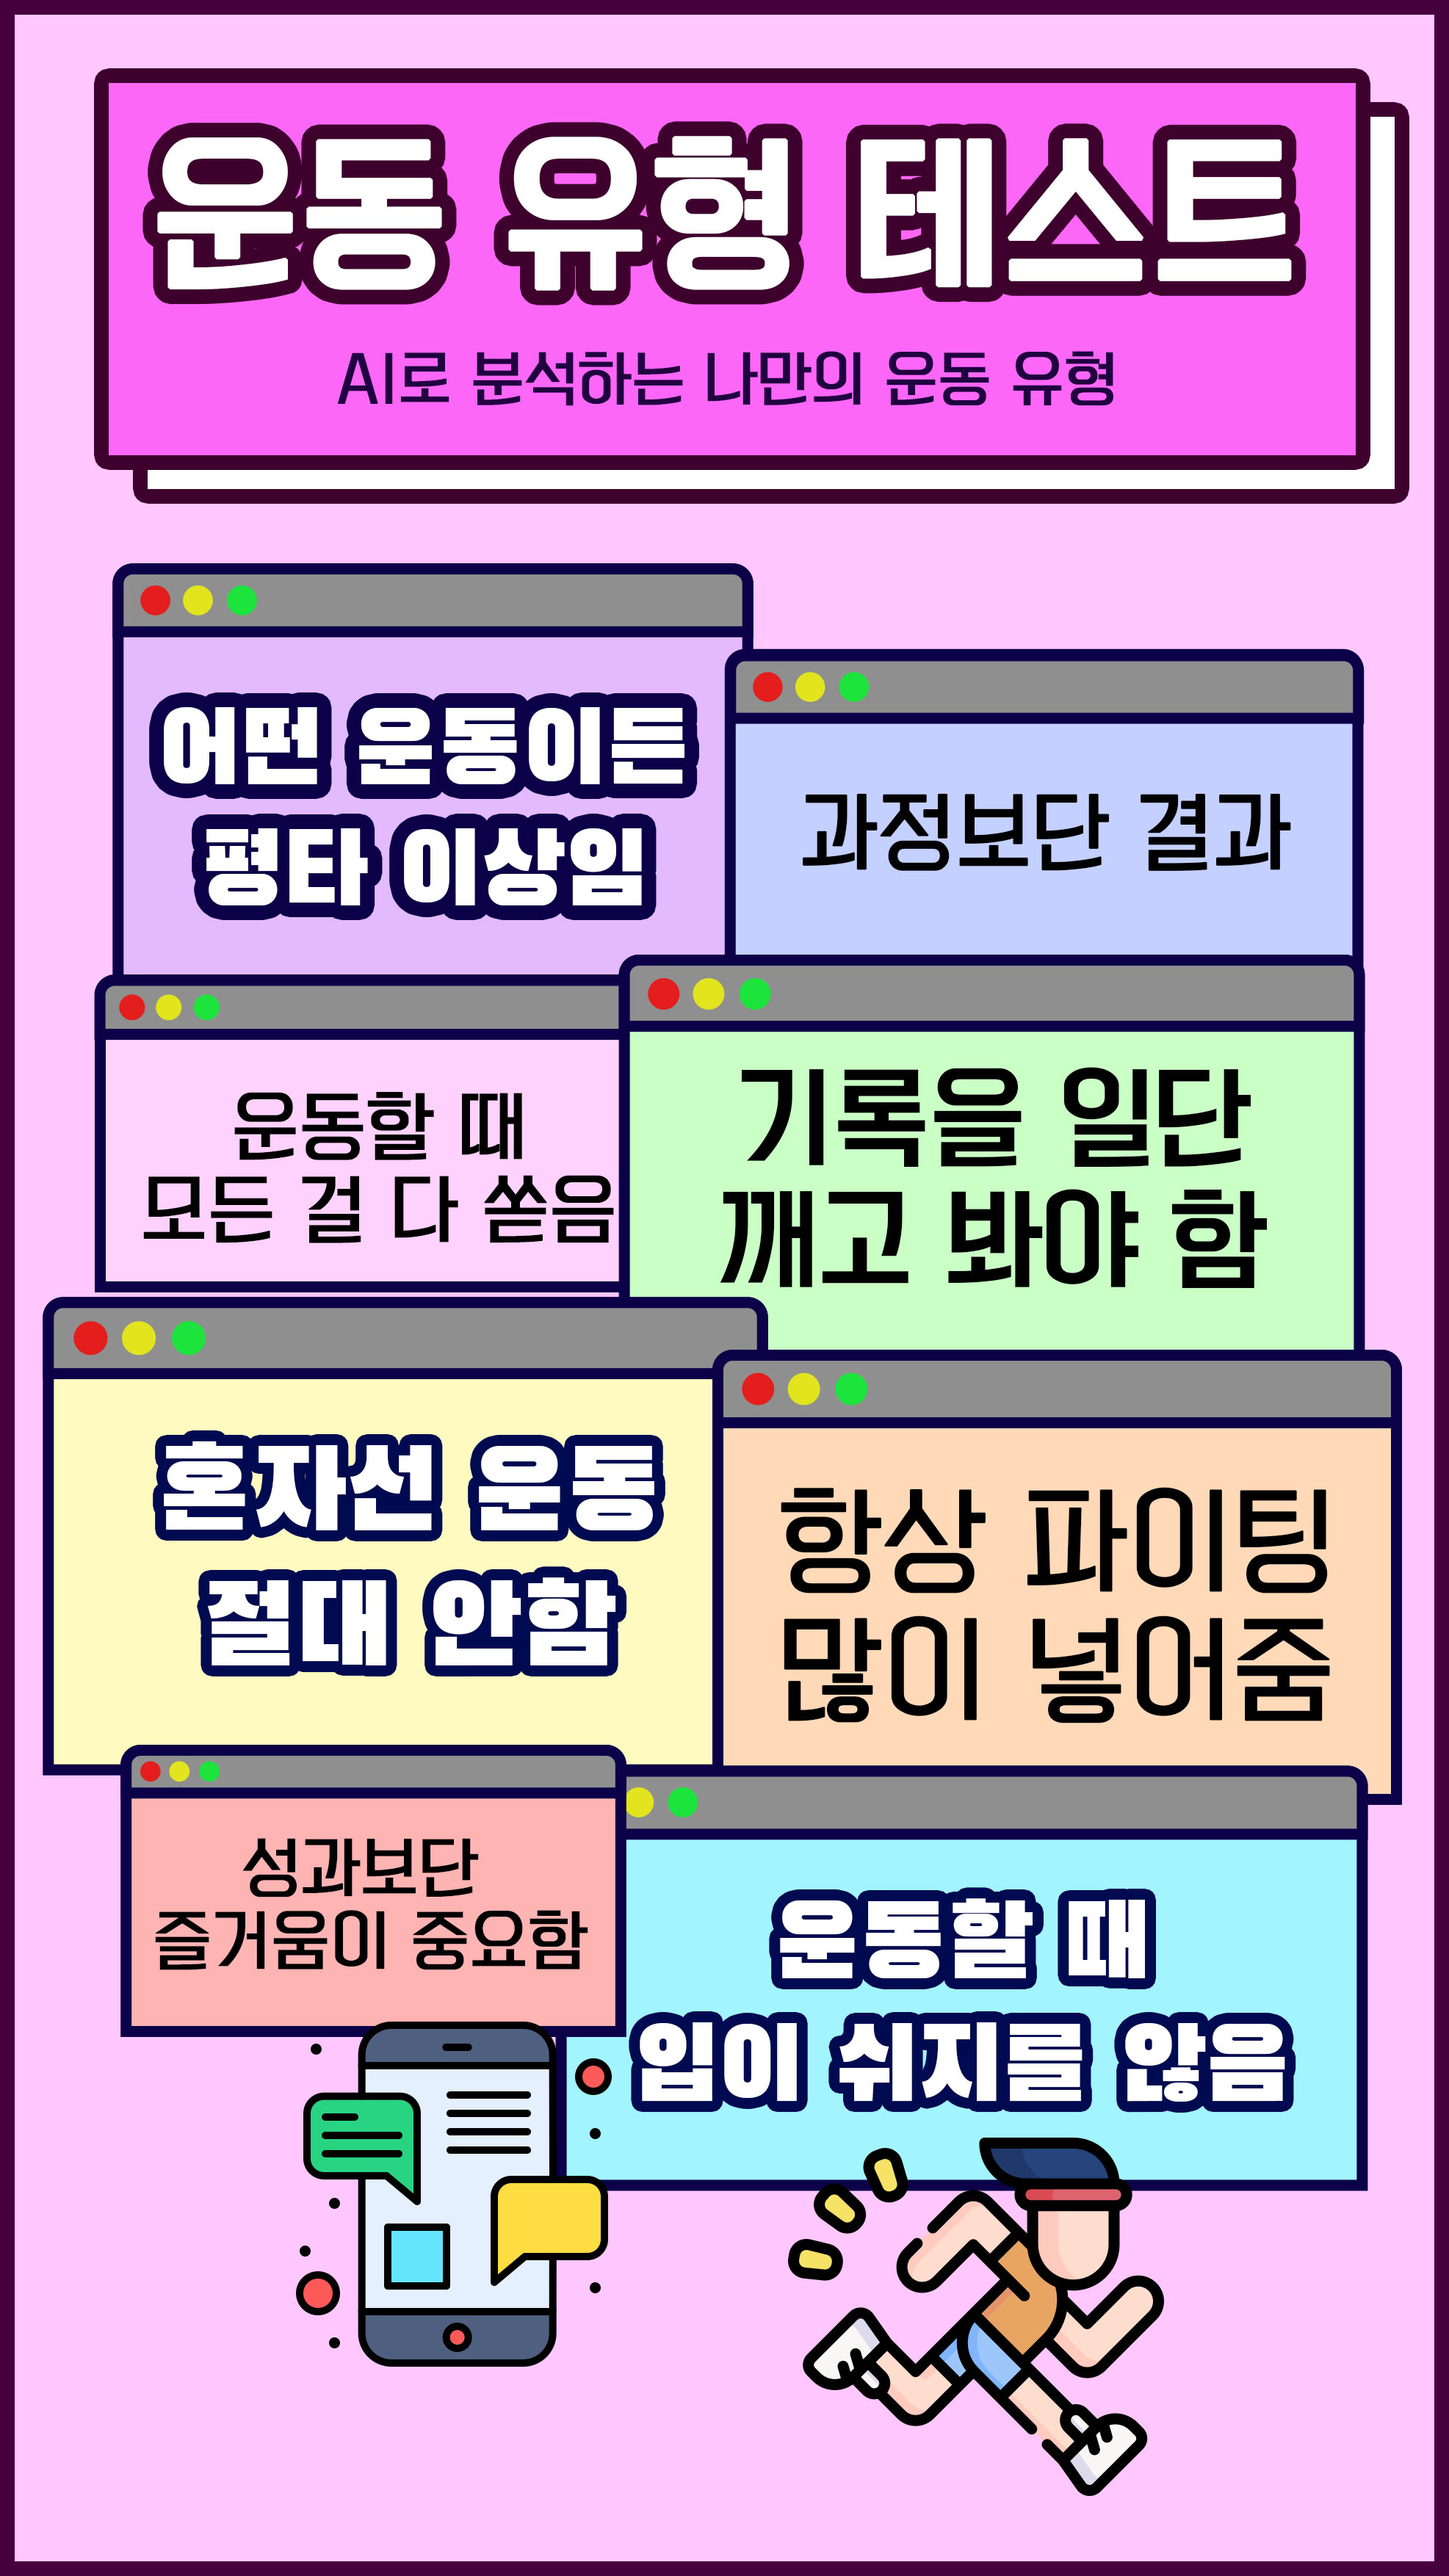 운동 유형 테스트
AI로 분석하는 나만의 운동 유형
어떤 운동이든
평타 이상임
과정보단 결과
운동할 때
모든 걸 다 쏟음
기록을 일단
깨고 봐야 함
혼자선 운동
절대 안함
항상 파이팅
많이 넣어줌
성과보단
즐거움이 중요함
운동할 때
입이 쉬지를 않음